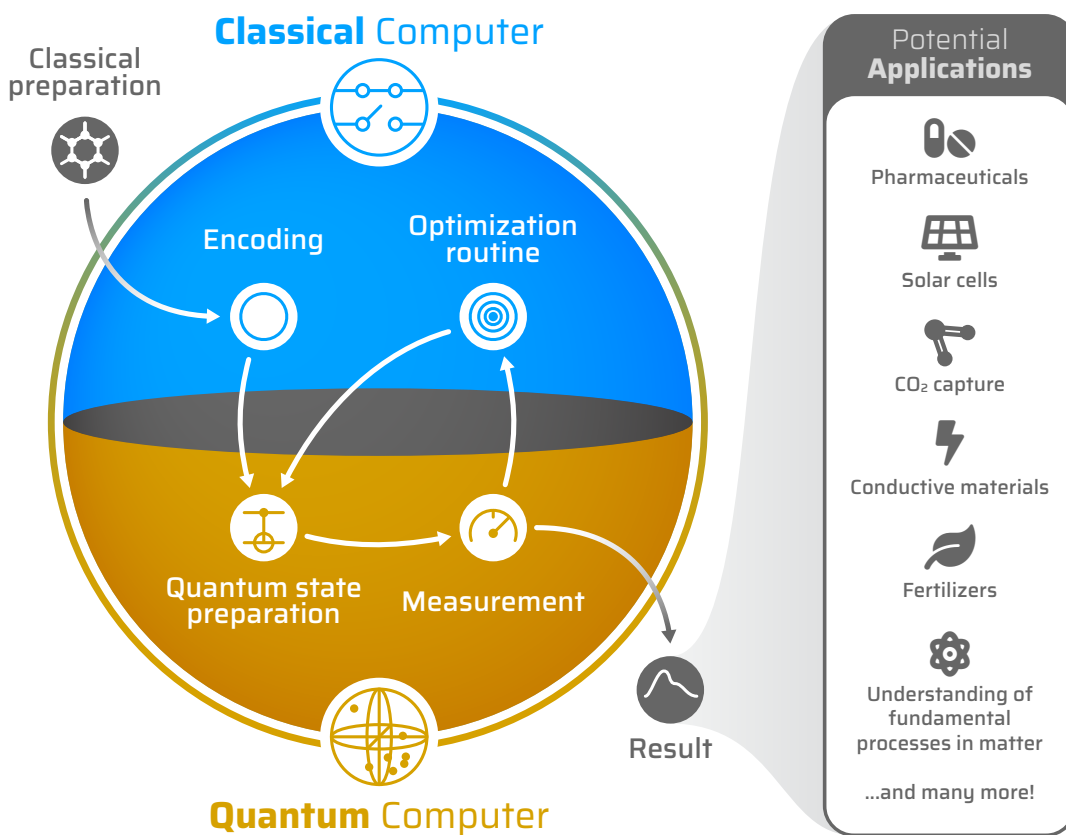 Classical Computer
Classical
preparation
Encoding
Optimization
routine
Quantum state
preparation
Measurement
Result
Quantum Computer
Potential
Applications
Pharmaceuticals
Solar cells
CO₂ capture
Conductive materials
Fertilizers
Understanding of
fundamental
processes in matter
...and many more!